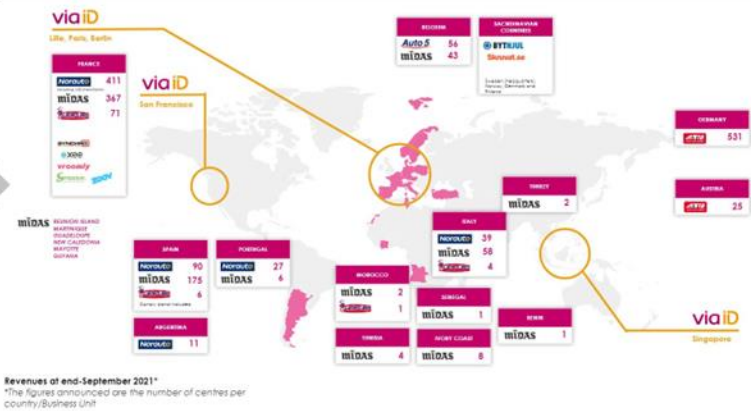 via iD
Lille, Paris, Berlin
FRANCE
Norauto 411
MIDAS 367
71
vroomly
via iD
San Francisco
BELGIUM
Auto 5 56
MIDAS 43
COUNTRIES
BYTHJUL
Skruvat.se
GERMANY
ATU 531
AUSTRIA
ATU 25
TURKEY
MIDAS 2
MIDAS REUNION ISLAND
MARTINIQUE
GUADELOUPE
NEW CALEDONIA
MAYOTTE
GUYANA
SPAIN
Norauto 90
MIDAS 175
6
PORTUGAL
Norauto 27
MIDAS 6
ITALY
Norauto 39
MIDAS 58
4
MOROCCO
MIDAS 2
1
SENEGAL
MIDAS 1
BENIN
MIDAS 1
ARGENTINA
Norauto 11
TUNISIA
MIDAS 4
IVORY COAST
MIDAS 8
via iD
Singapore
Revenues at end-September 2021*
*The figures announced are the number of centres per
country/Business Unit